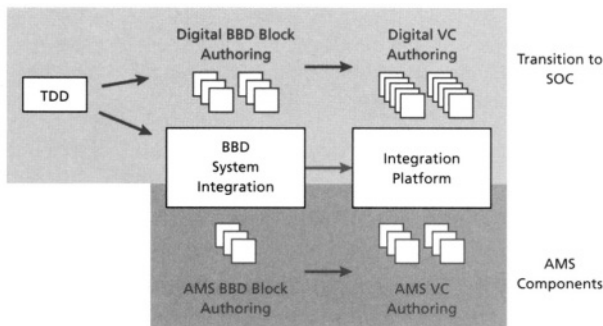 Digital BBD Block
Authoring
Digital VC
Authoring
Transition to
SOC
TDD
BBD
System
Integration
Integration
Platform
AMS BBD Block
Authoring
AMS VC
Authoring
AMS
Components